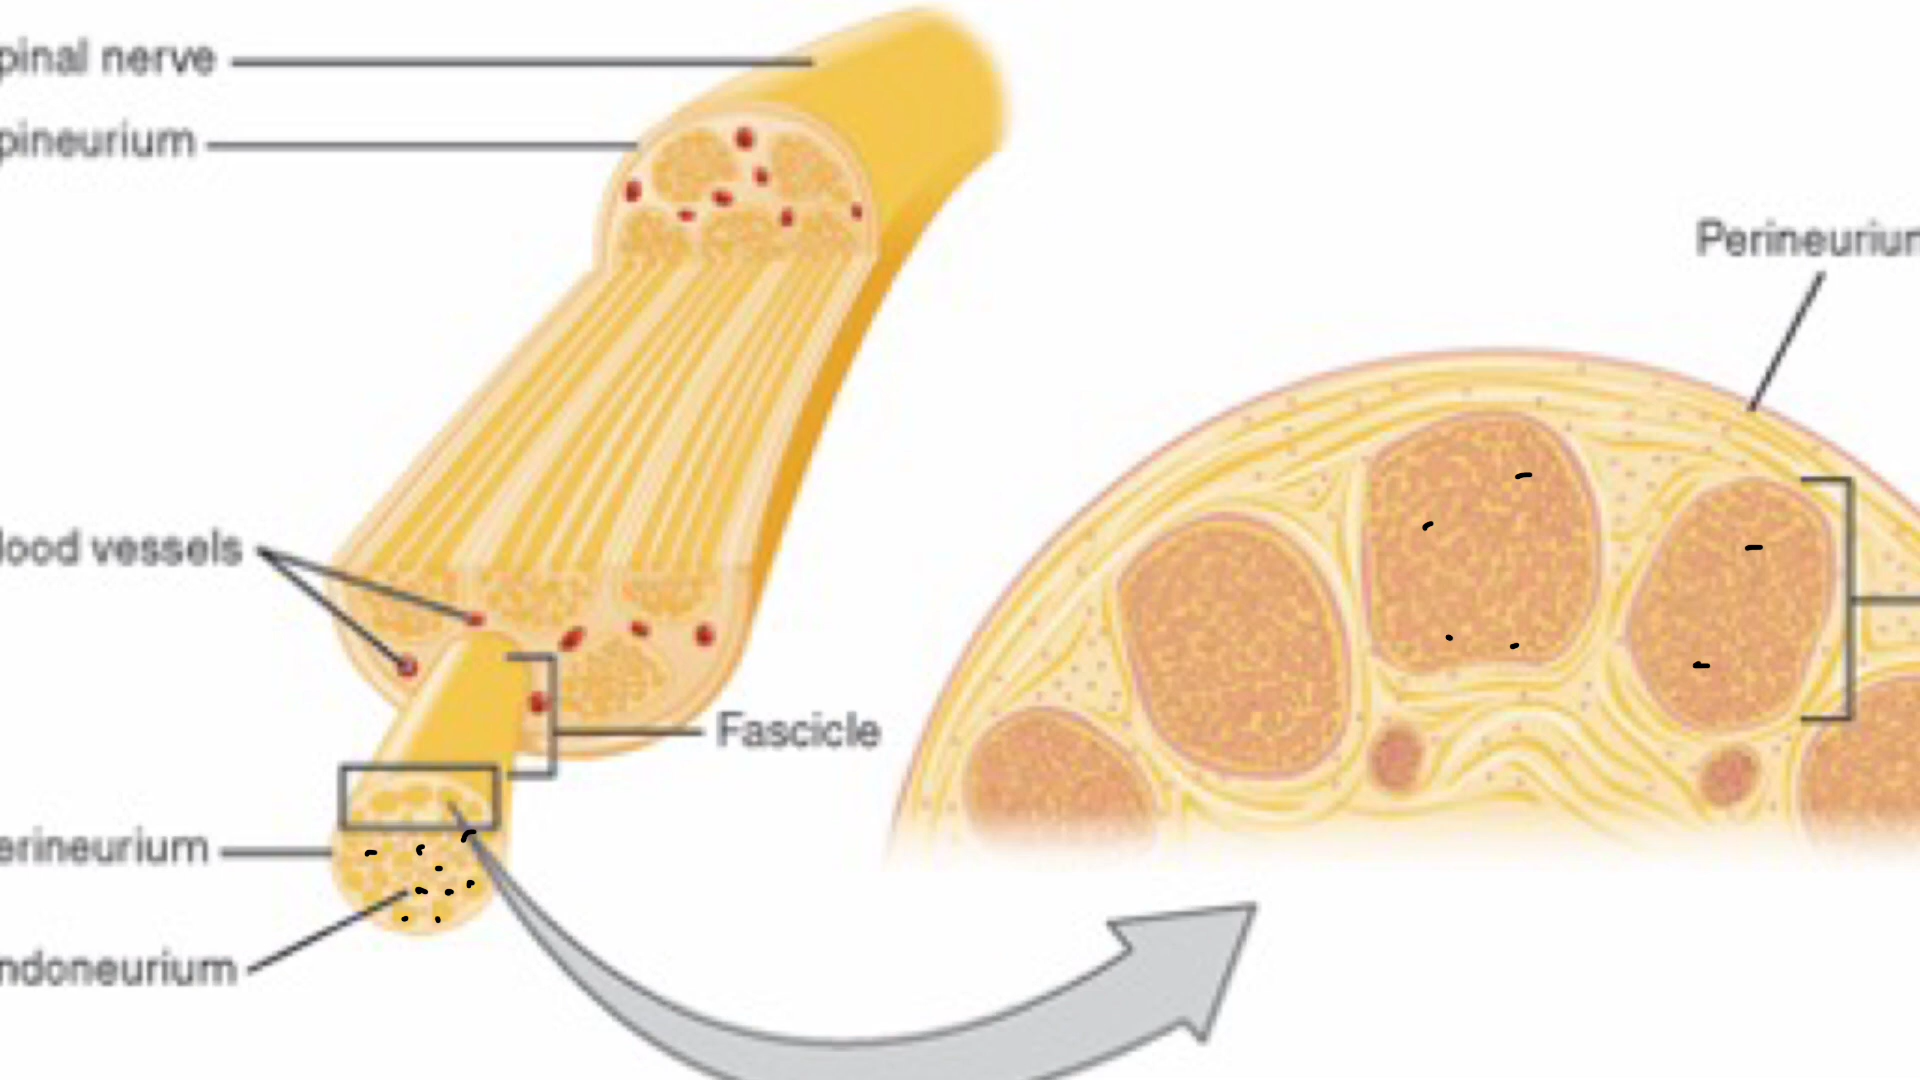 pinal nerve
pineurium
Perineuriun
lood vessels
Fascicle
erineurium
ndoneurium